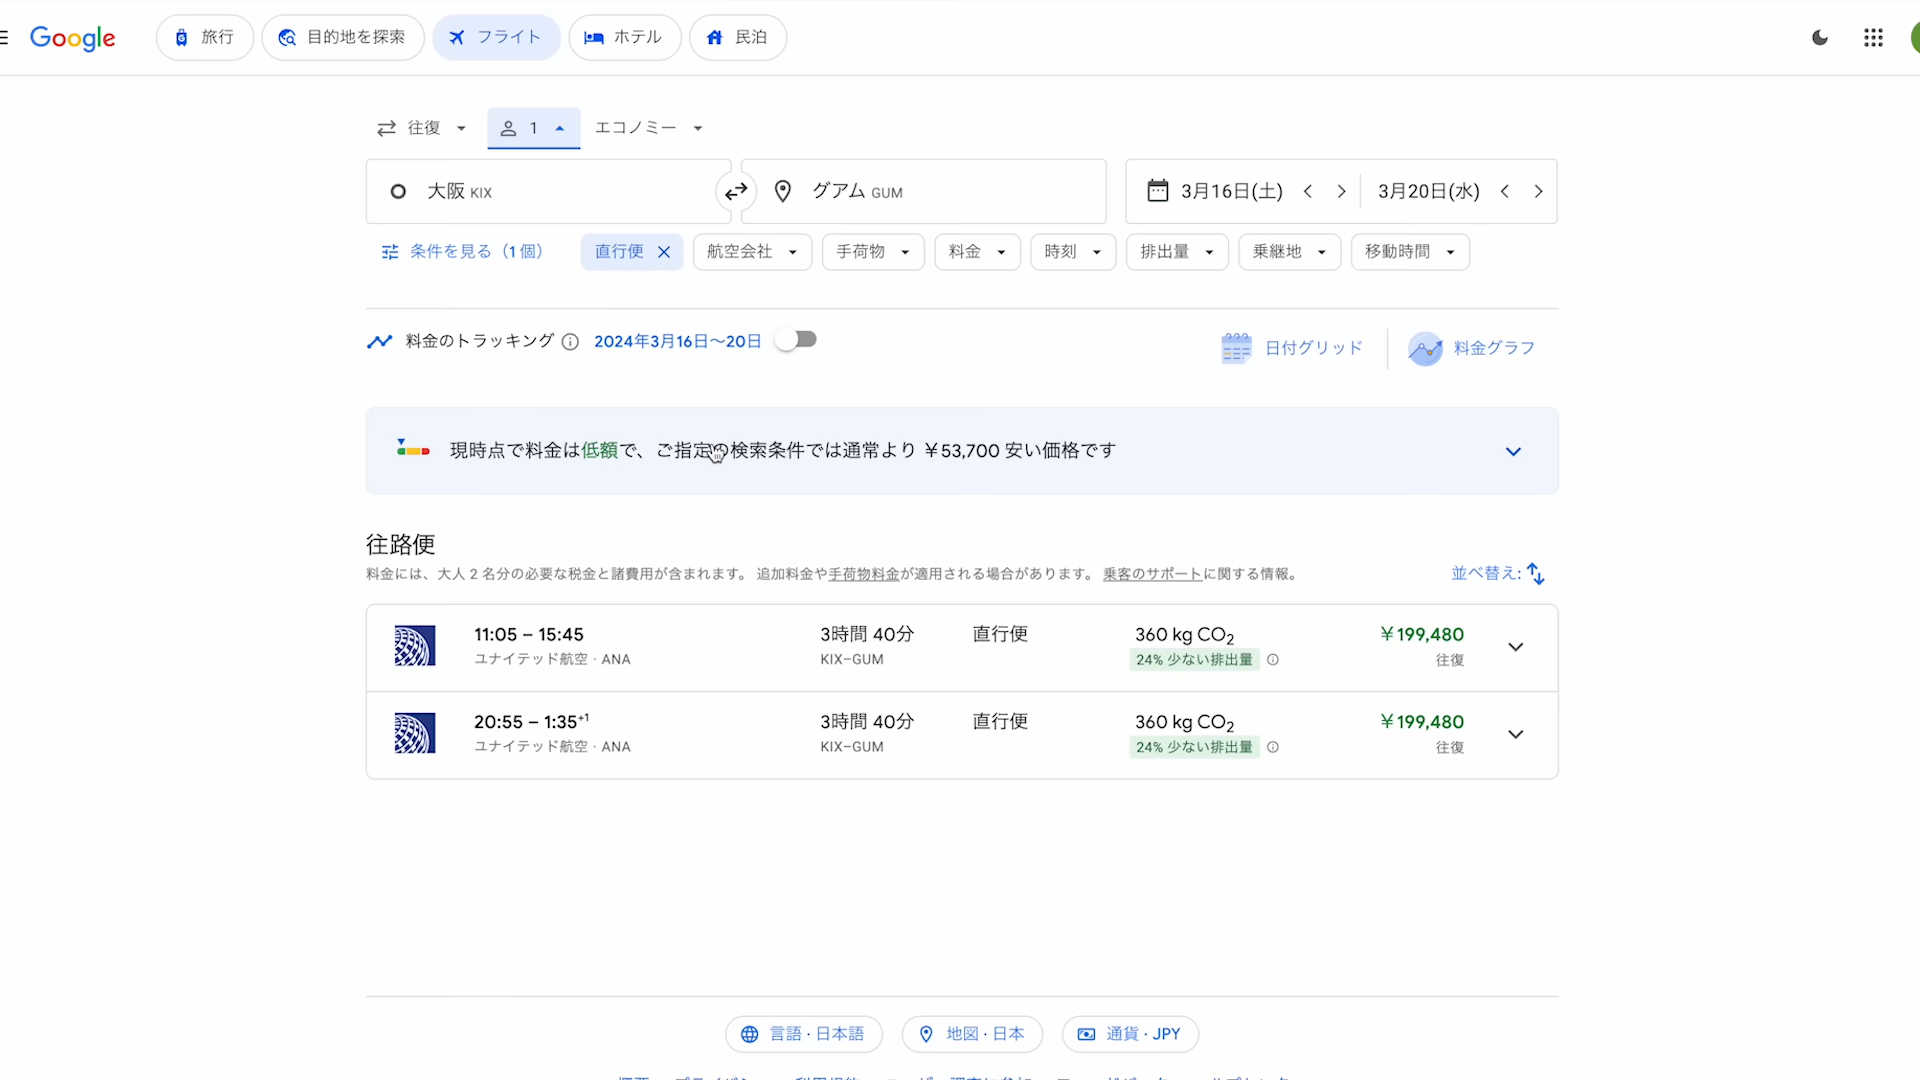 Google 旅行 目的地を探索 フライト ホテル 民泊
往復 1 エコノミー
大阪 KIX グアム GUM 3月16日(土) 3月20日(水)
条件を見る（1 個） 直行便 航空会社 手荷物 料金 時刻 排出量 乗継地 移動時間
料金のトラッキング 2024年3月16日～20日 日付グリッド 料金グラフ
現時点で料金は低額で、ご指定の検索条件では通常より ￥53,700 安い価格です
往路便
料金には、大人 2 名分の必要な税金と諸費用が含まれます。 追加料金や手荷物料金が適用される場合があります。 乗客のサポートに関する情報。 並べ替え:
11:05 – 15:45 3時間 40分 直行便 360 kg CO2 ￥199,480
ユナイテッド航空 · ANA KIX–GUM 24% 少ない排出量 往復
20:55 – 1:35+1 3時間 40分 直行便 360 kg CO2 ￥199,480
ユナイテッド航空 · ANA KIX–GUM 24% 少ない排出量 往復
言語 · 日本語 地図 · 日本 通貨 · JPY